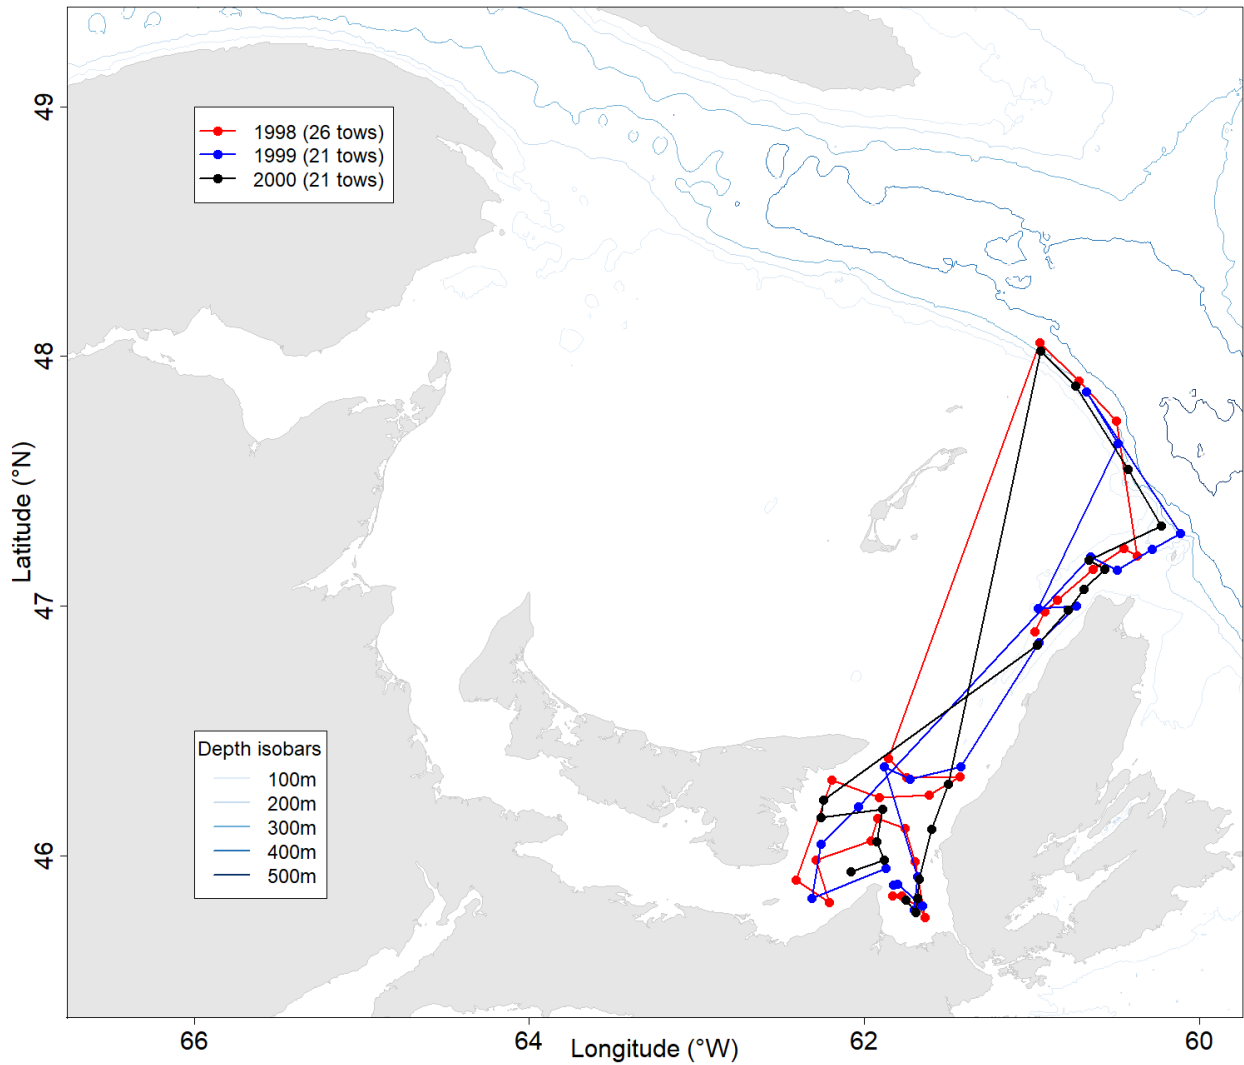 49
48
47
46
Latitude (°N)
1998 (26 tows)
1999 (21 tows)
2000 (21 tows)
Depth isobars
100m
200m
300m
400m
500m
66
64
62
60
Longitude (°W)